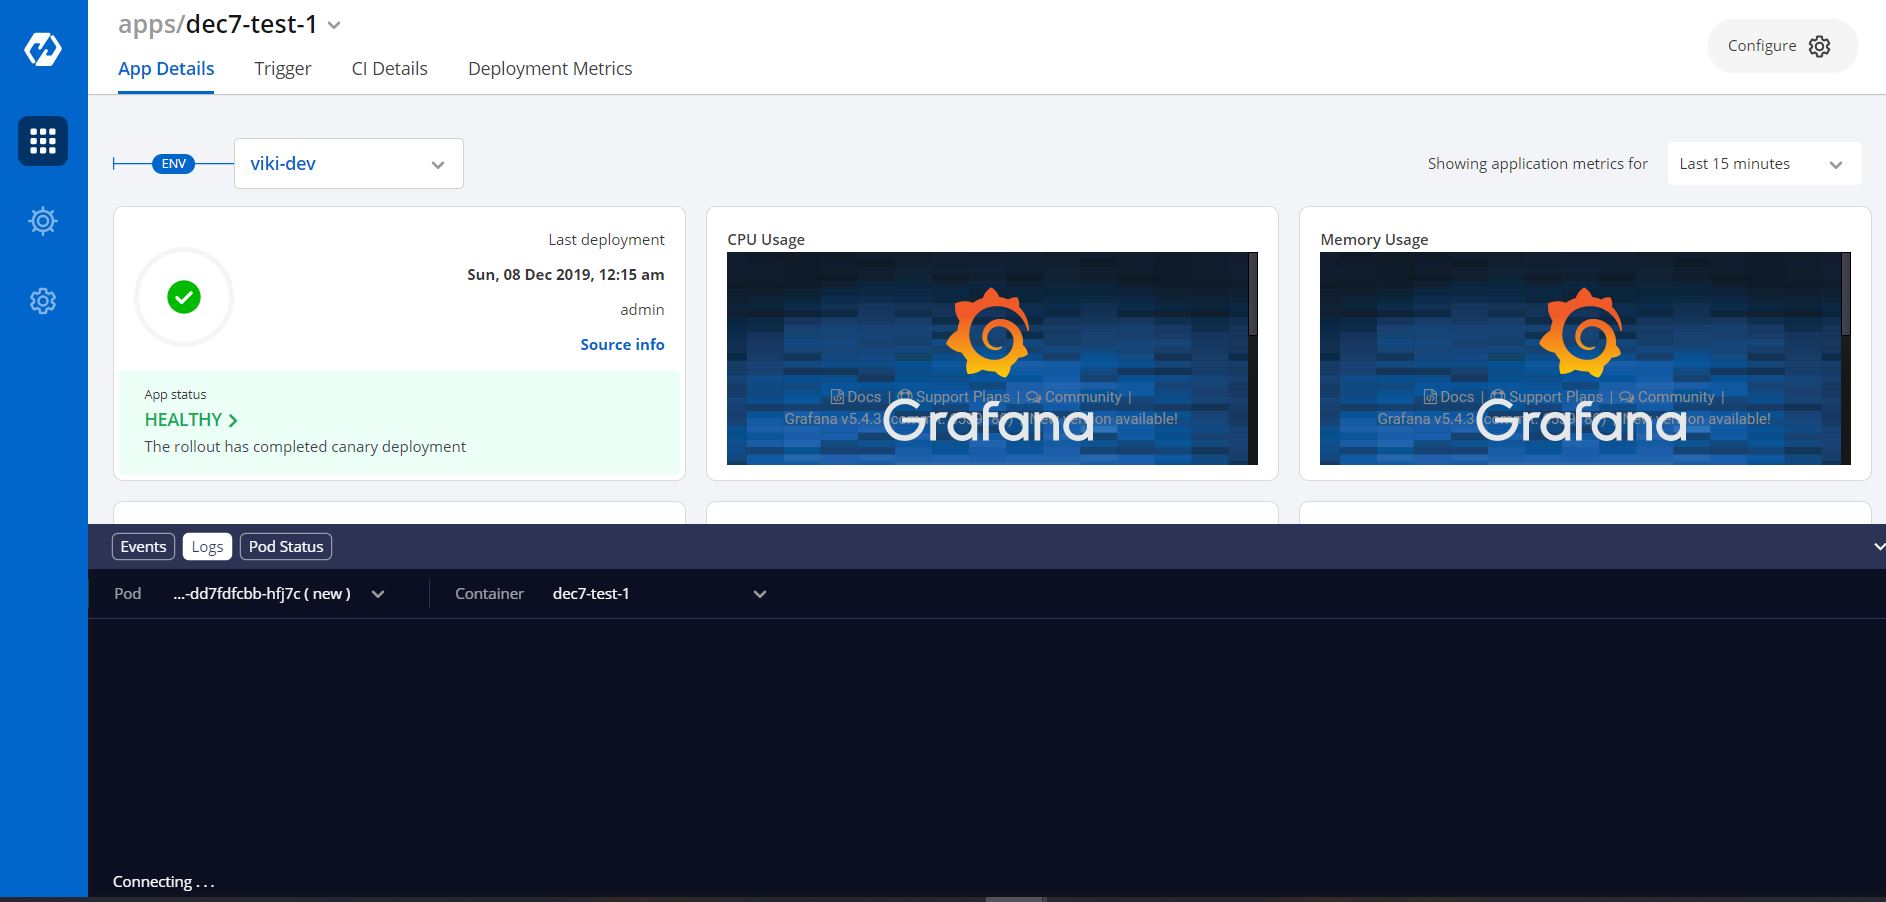 apps/dec7-test-1
Configure
App Details Trigger CI Details Deployment Metrics
ENV viki-dev
Showing application metrics for Last 15 minutes
Last deployment
Sun, 08 Dec 2019, 12:15 am
admin
Source info
App status
HEALTHY
The rollout has completed canary deployment
CPU Usage
Docs | Support Plans | Community |
Grafana v5.4.3
version available!
Grafana
Memory Usage
Docs | Support Plans | Community |
Grafana v5.4.3
version available!
Grafana
Events Logs Pod Status
Pod ...-dd7fdfcbb-hfj7c ( new ) Container dec7-test-1
Connecting . . .